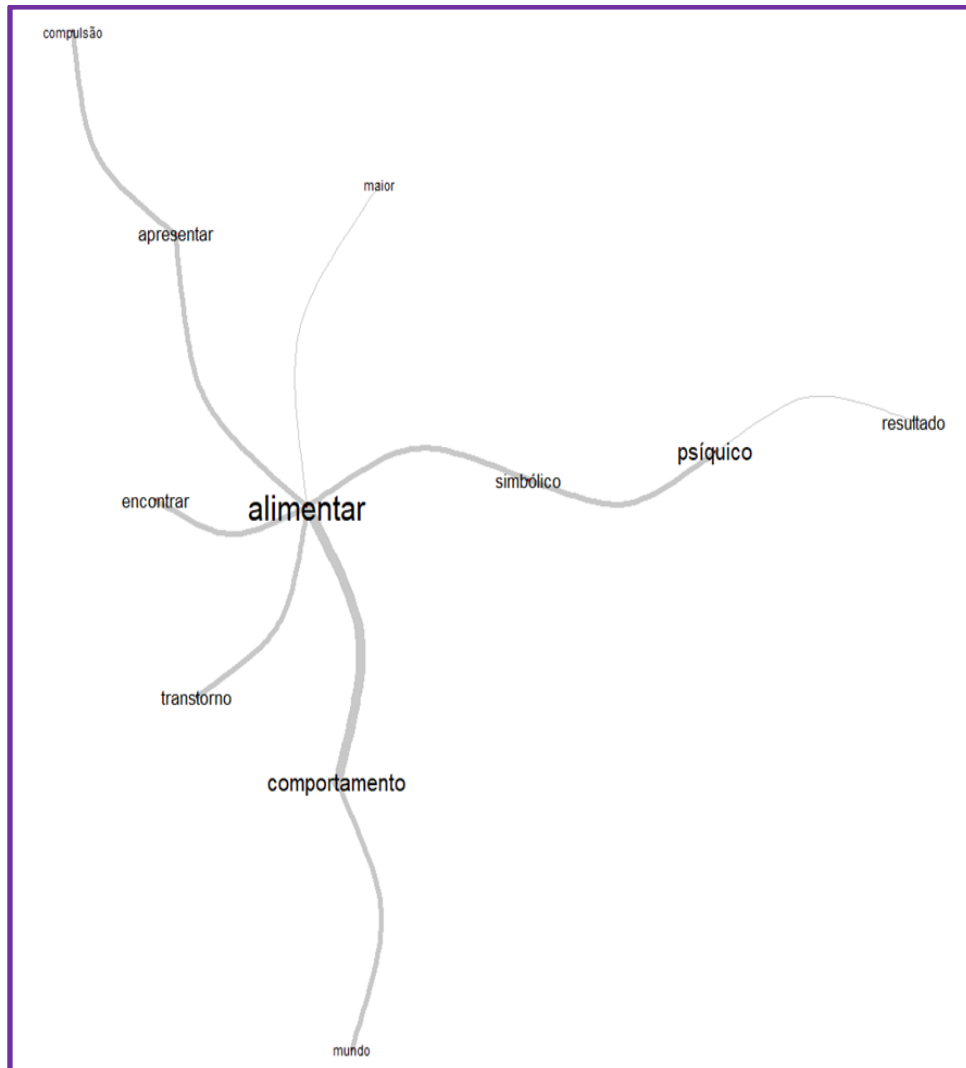 compulsão
maior
apresentar
resultado
psíquico
simbólico
encontrar
alimentar
transtorno
comportamento
mundo